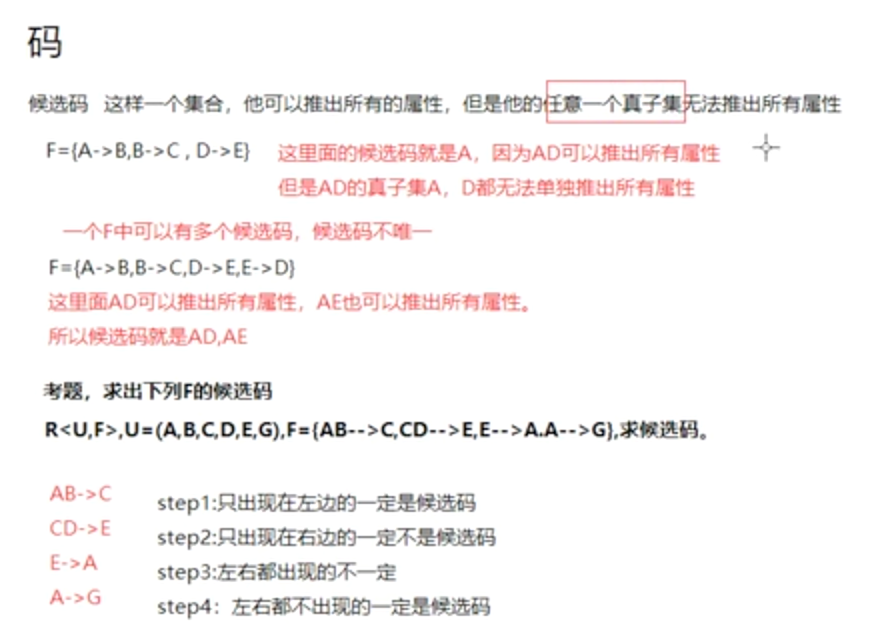 码
候选码 这样一个集合，他可以推出所有的属性，但是他的任意一个真子集无法推出所有属性
F={A->B,B->C , D->E} 这里面的候选码就是A，因为AD可以推出所有属性
但是AD的真子集A，D都无法单独推出所有属性
一个F中可以有多个候选码，候选码不唯一
F={A->B,B->C,D->E,E->D}
这里面AD可以推出所有属性，AE也可以推出所有属性。
所以候选码就是AD,AE
考题，求出下列F的候选码
R<U,F>,U=(A,B,C,D,E,G),F={AB-->C,CD-->E,E-->A.A-->G},求候选码。
AB->C step1:只出现在左边的一定是候选码
CD->E step2:只出现在右边的一定不是候选码
E->A step3:左右都出现的不一定
A->G step4：左右都不出现的一定是候选码